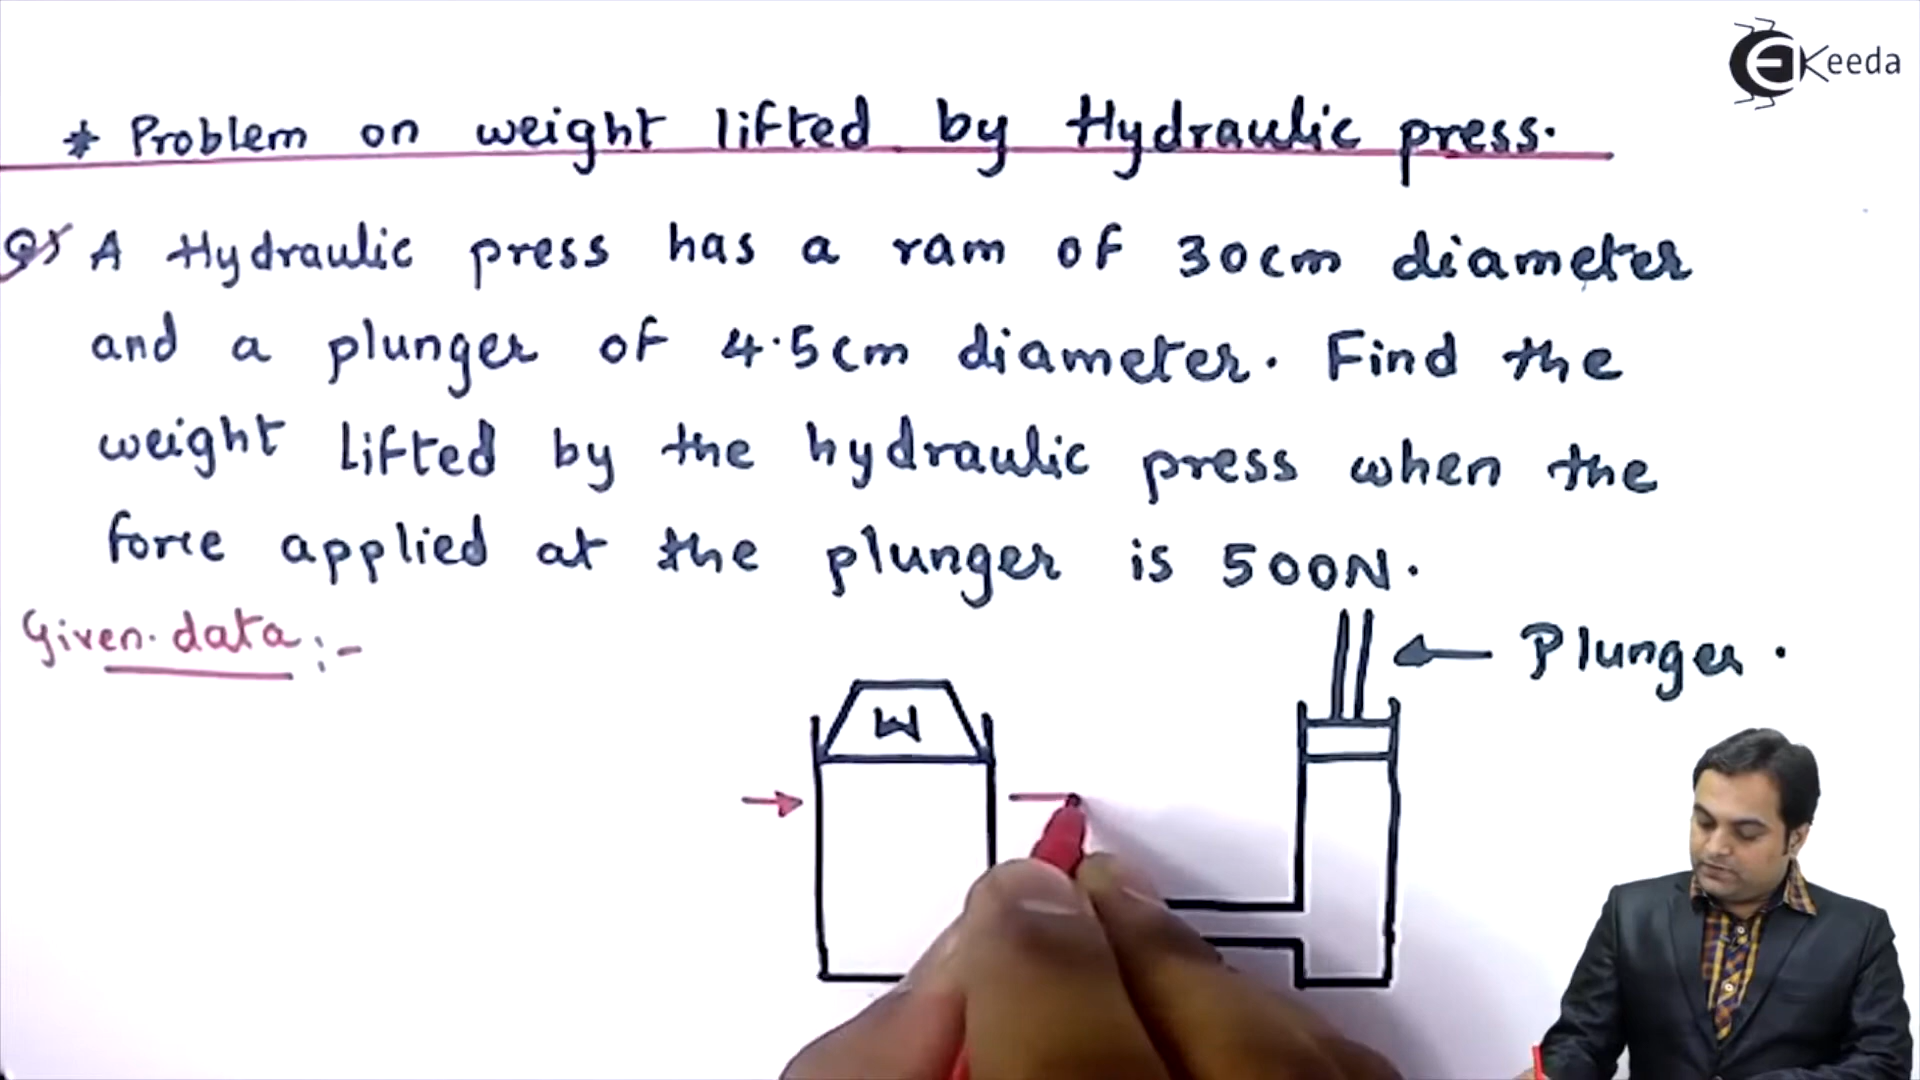 EKeeda
* Problem on weight lifted by Hydraulic press.
Q> A Hydraulic press has a ram of 30cm diameter
and a plunger of 4.5cm diameter. Find the
weight lifted by the hydraulic press when the
force applied at the plunger is 500N.
Given data :-
Plunger.
W